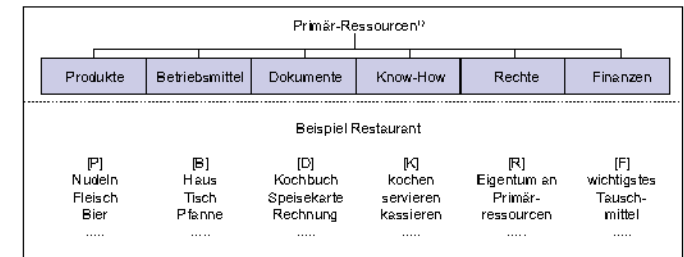 Primär-Ressourcen¹⁾
Produkte Betriebsmittel Dokumente Know-How Rechte Finanzen
Beispiel Restaurant
[P] [B] [D] [K] [R] [F]
Nudeln Haus Kochbuch kochen Eigentum an wichtigstes
Fleisch Tisch Speisekarte servieren Primär- Tausch-
Bier Pfanne Rechnung kassieren ressourcen mittel
..... ..... ..... ..... ..... .....